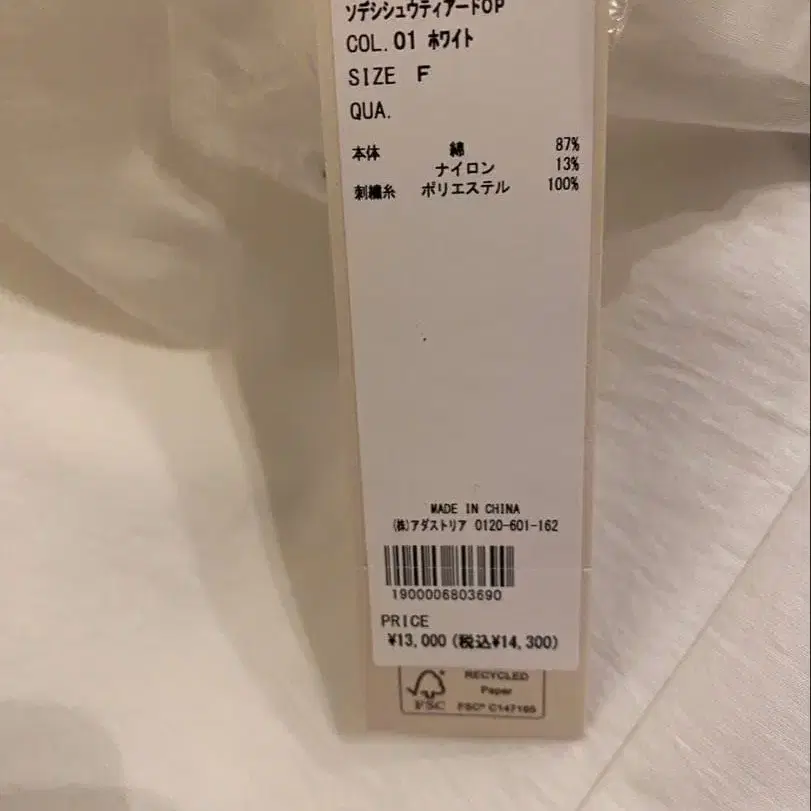 ソデシシュウティアードOP
COL.01 ホワイト
SIZE F
QUA.
本体 綿 87%
ナイロン 13%
刺繍糸 ポリエステル 100%
MADE IN CHINA
(株)アダストリア 0120-601-162
1900006803690
PRICE
¥13,000(税込¥14,300)
RECYCLED
Paper
FSC FSC® C147165